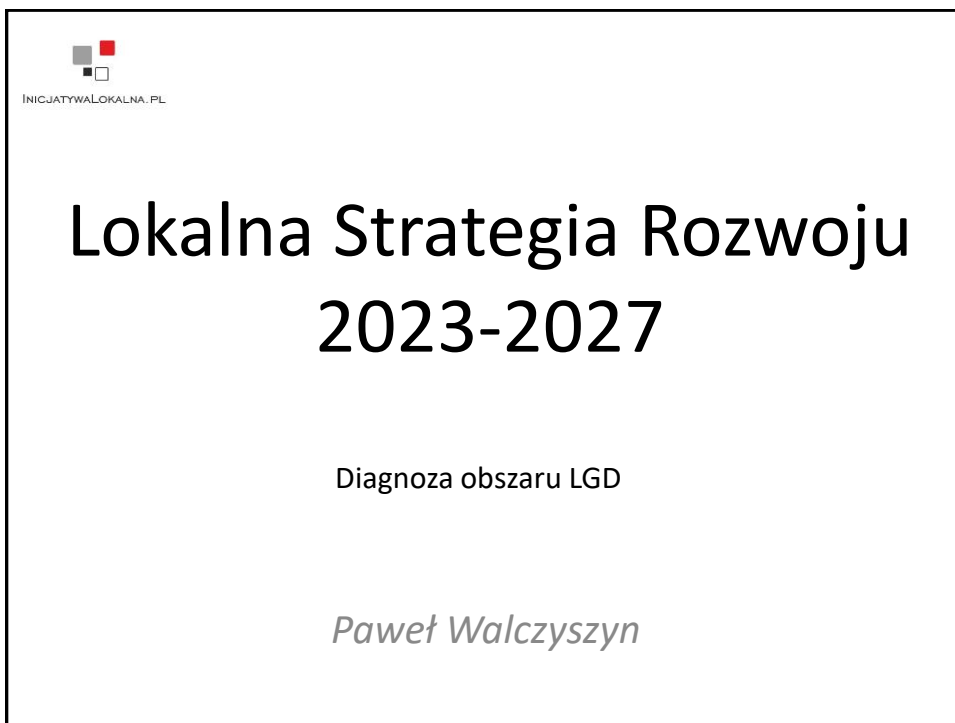 INICJATYWALOKALNA.PL
Lokalna Strategia Rozwoju
2023-2027
Diagnoza obszaru LGD
Paweł Walczyszyn